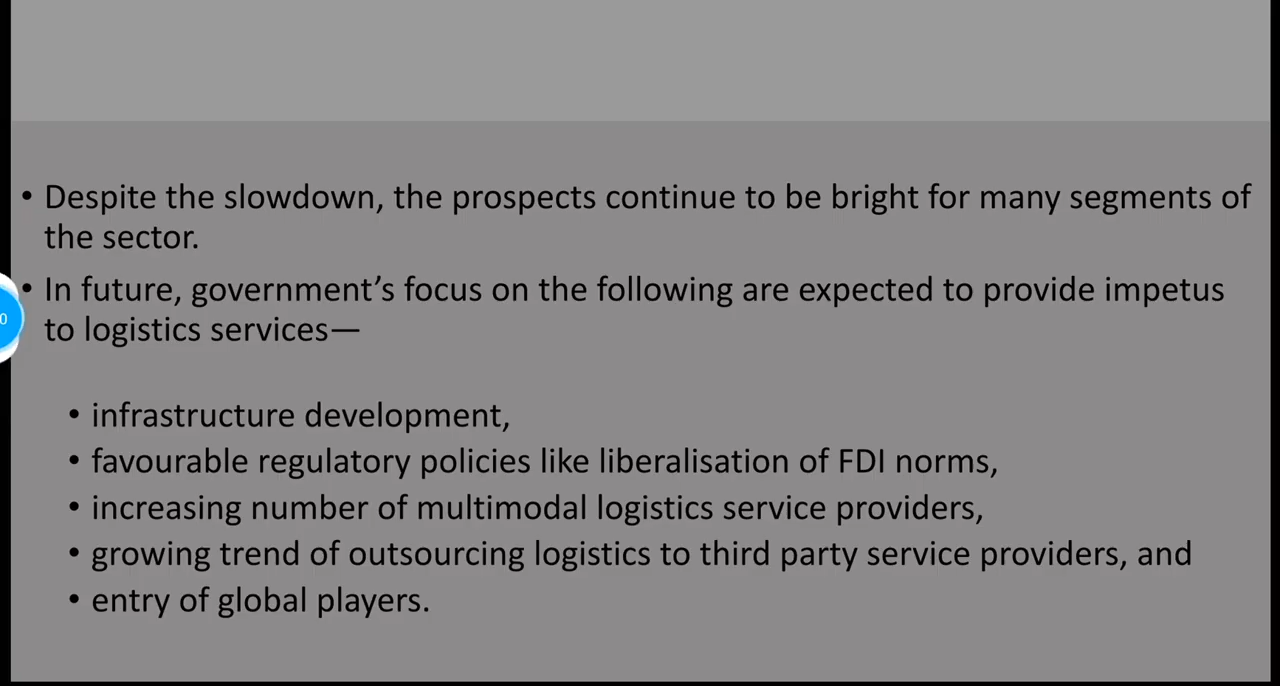 • Despite the slowdown, the prospects continue to be bright for many segments of
the sector.
• In future, government’s focus on the following are expected to provide impetus
to logistics services—
• infrastructure development,
• favourable regulatory policies like liberalisation of FDI norms,
• increasing number of multimodal logistics service providers,
• growing trend of outsourcing logistics to third party service providers, and
• entry of global players.